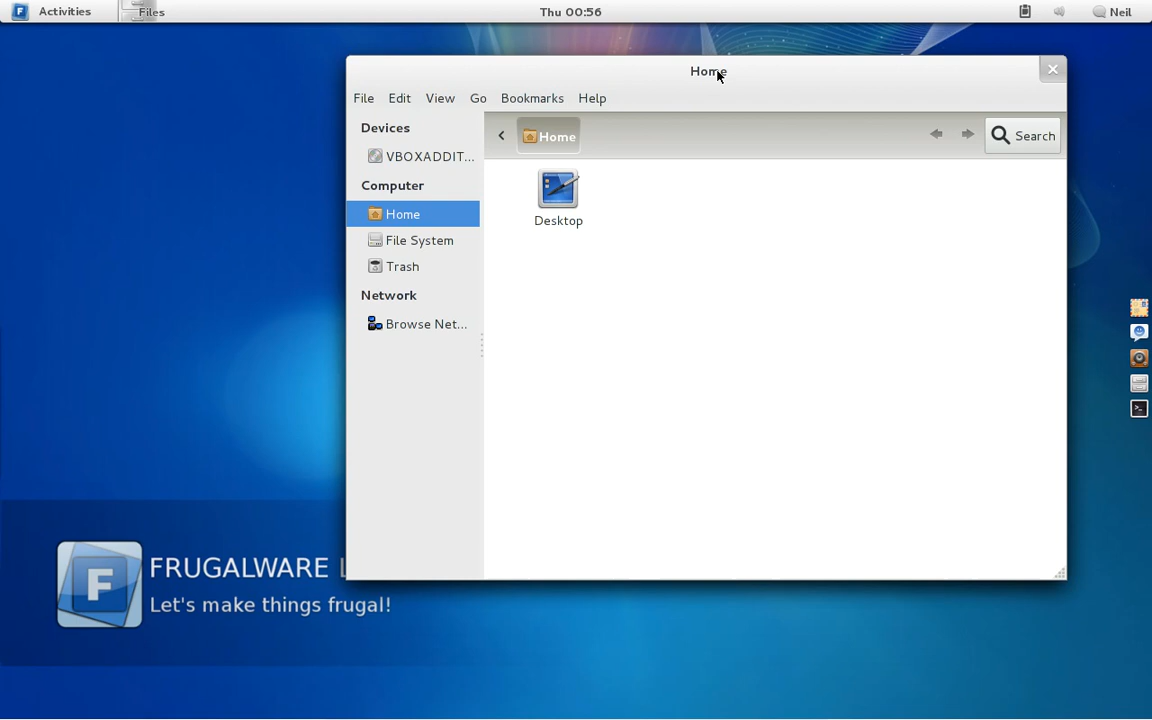 Activities Files Thu 00:56 Neil
Home
File Edit View Go Bookmarks Help
Devices
VBOXADDIT...
Computer
Home
File System
Trash
Network
Browse Net...
Home Search
Desktop
FRUGALWARE
Let's make things frugal!